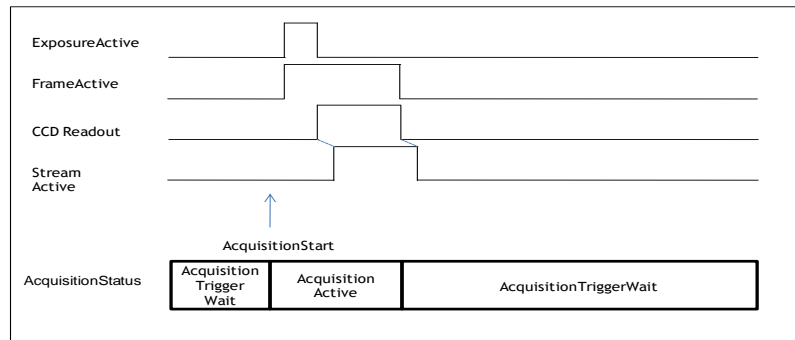 ExposureActive
FrameActive
CCD Readout
Stream
Active
AcquisitionStart
AcquisitionStatus
Acquisition
Trigger
Wait
Acquisition
Active
AcquisitionTriggerWait